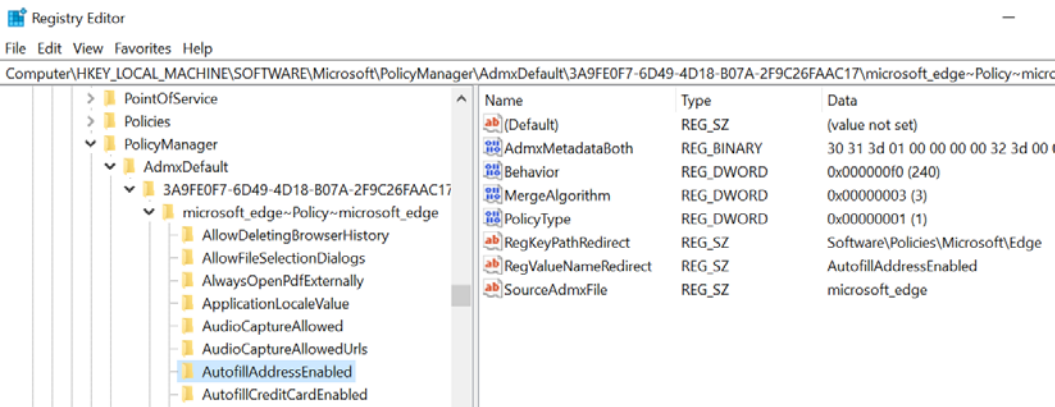 Registry Editor
File Edit View Favorites Help
Computer\HKEY_LOCAL_MACHINE\SOFTWARE\Microsoft\PolicyManager\AdmxDefault\3A9FE0F7-6D49-4D18-B07A-2F9C26FAAC17\microsoft_edge~Policy~micro
PointOfService
Policies
PolicyManager
AdmxDefault
3A9FE0F7-6D49-4D18-B07A-2F9C26FAAC17
microsoft_edge~Policy~microsoft_edge
AllowDeletingBrowserHistory
AllowFileSelectionDialogs
AlwaysOpenPdfExternally
ApplicationLocaleValue
AudioCaptureAllowed
AudioCaptureAllowedUrls
AutofillAddressEnabled
AutofillCreditCardEnabled
Name Type Data
(Default) REG_SZ (value not set)
AdmxMetadataBoth REG_BINARY 30 31 3d 01 00 00 00 00 32 3d 00
Behavior REG_DWORD 0x000000f0 (240)
MergeAlgorithm REG_DWORD 0x00000003 (3)
PolicyType REG_DWORD 0x00000001 (1)
RegKeyPathRedirect REG_SZ Software\Policies\Microsoft\Edge
RegValueNameRedirect REG_SZ AutofillAddressEnabled
SourceAdmxFile REG_SZ microsoft_edge